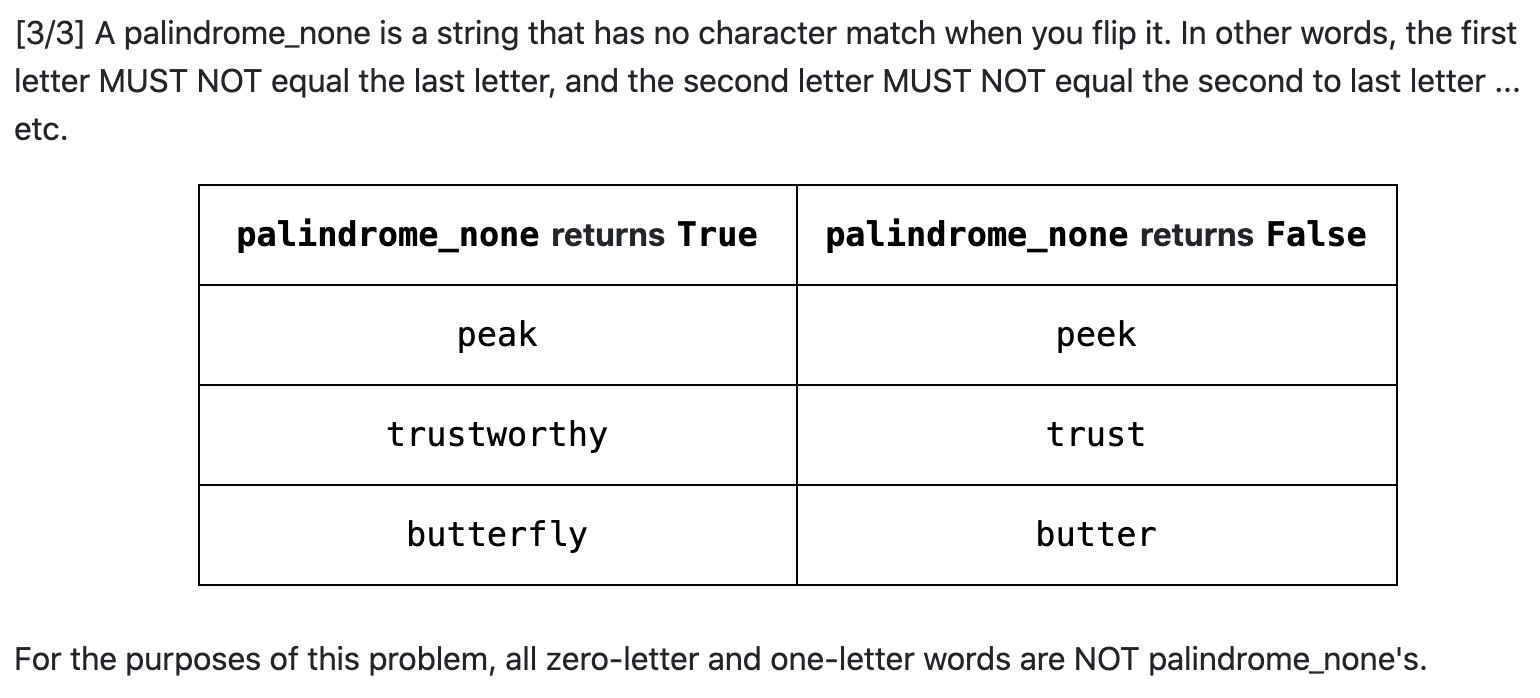 [3/3] A palindrome_none is a string that has no character match when you flip it. In other words, the first
letter MUST NOT equal the last letter, and the second letter MUST NOT equal the second to last letter ...
etc.
palindrome_none returns True palindrome_none returns False
peak peek
trustworthy trust
butterfly butter
For the purposes of this problem, all zero-letter and one-letter words are NOT palindrome_none's.